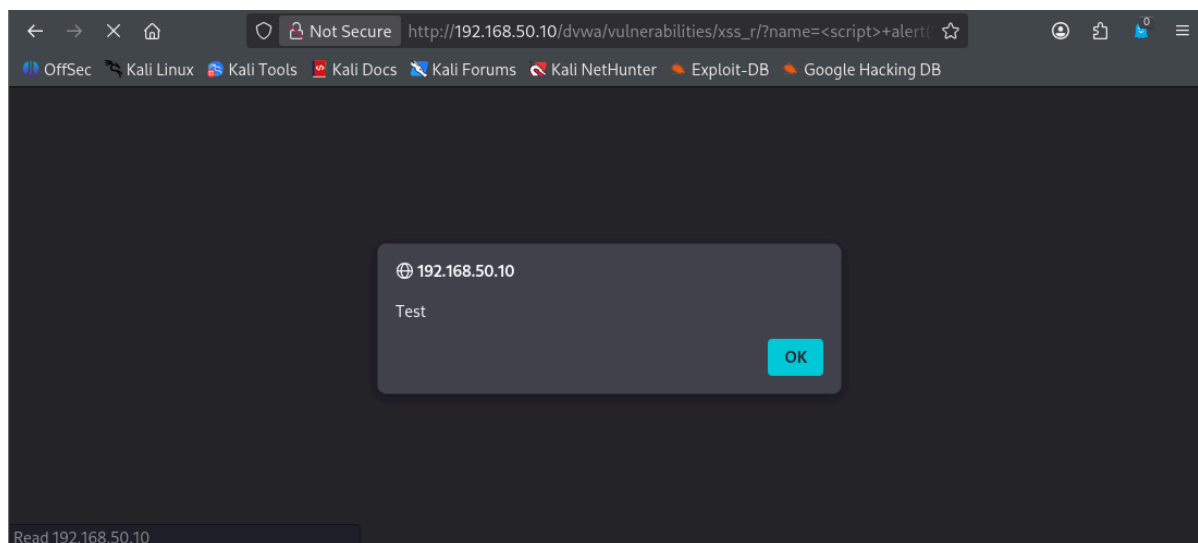 Not Secure http://192.168.50.10/dvwa/vulnerabilities/xss_r/?name=<script>+alert(
0
OffSec Kali Linux Kali Tools Kali Docs Kali Forums Kali NetHunter Exploit-DB Google Hacking DB
192.168.50.10
Test
OK
Read 192.168.50.10